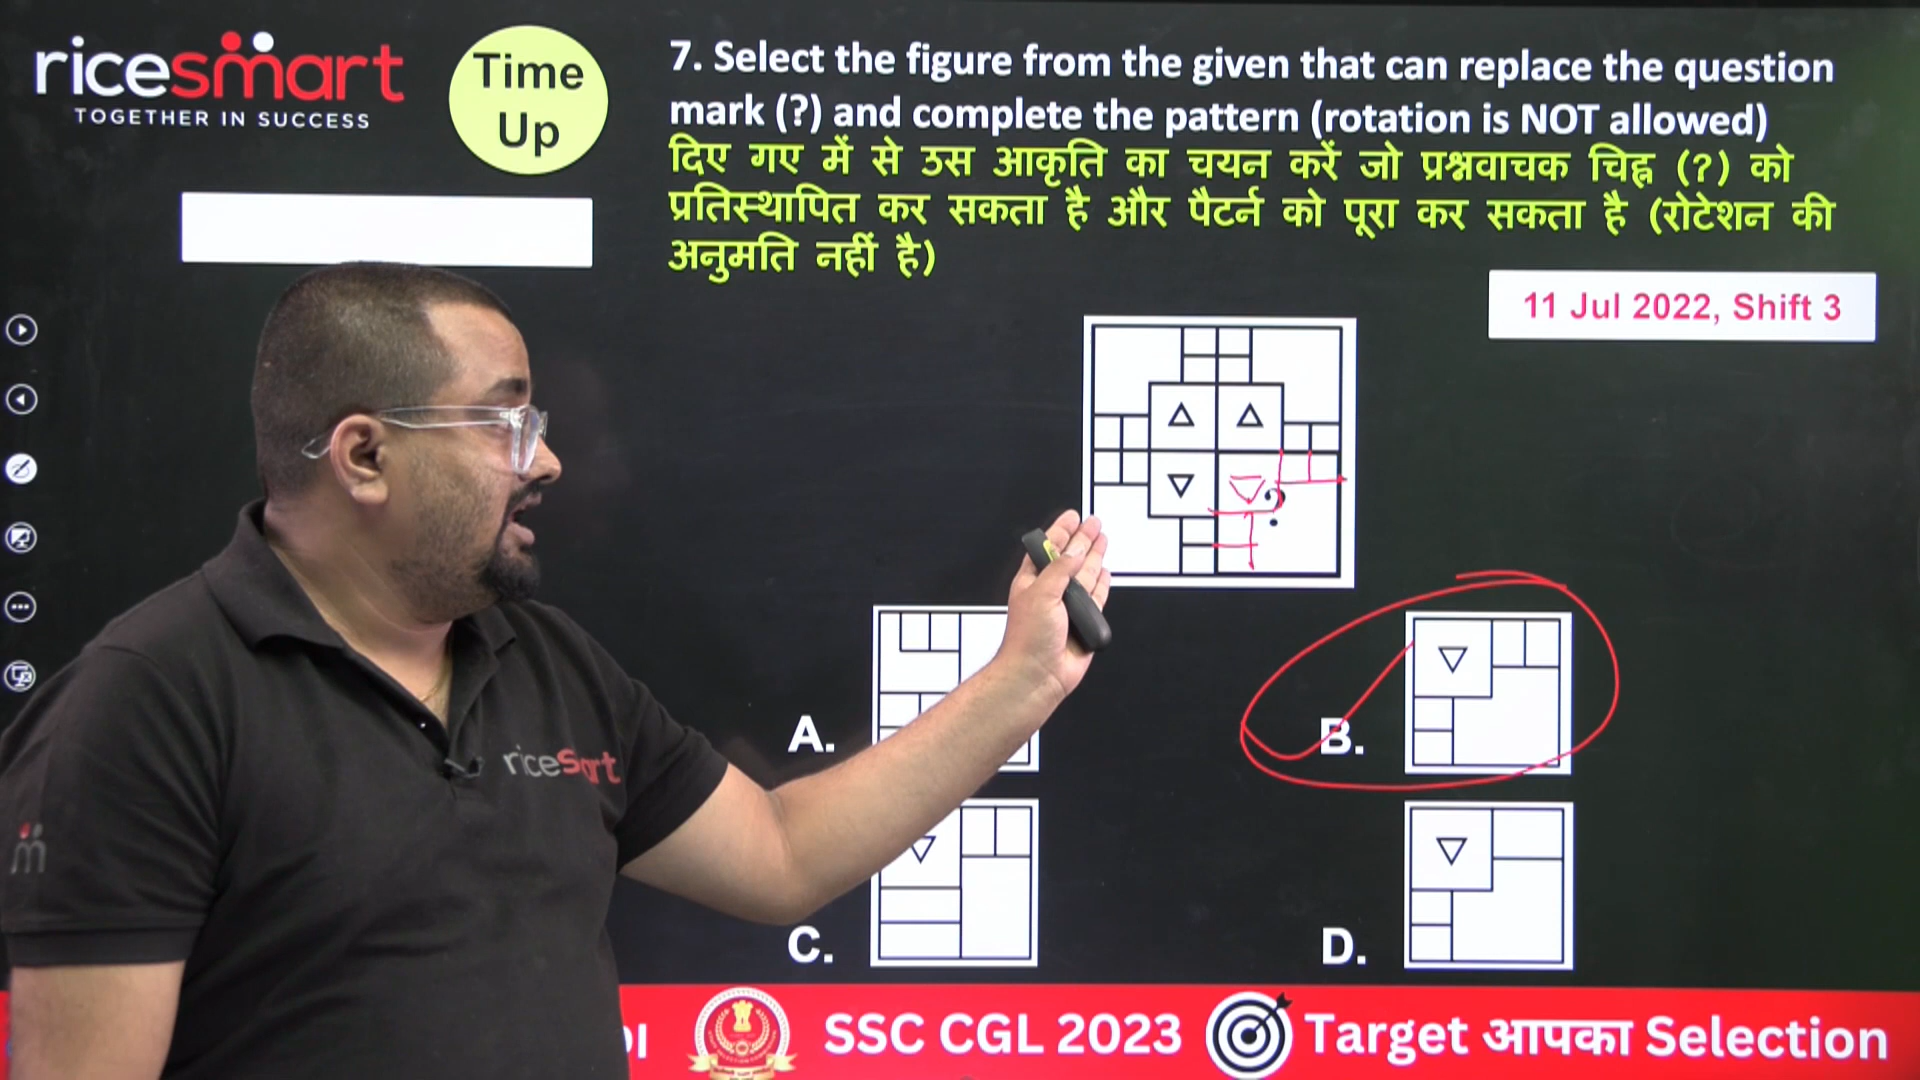 ricesmart
TOGETHER IN SUCCESS
Time
Up
7. Select the figure from the given that can replace the question
mark (?) and complete the pattern (rotation is NOT allowed)
दिए गए में से उस आकृति का चयन करें जो प्रश्नवाचक चिह्न (?) को
प्रतिस्थापित कर सकता है और पैटर्न को पूरा कर सकता है (रोटेशन की
अनुमति नहीं है)
11 Jul 2022, Shift 3
?
A.
B.
C.
D.
SSC CGL 2023
Target आपका Selection